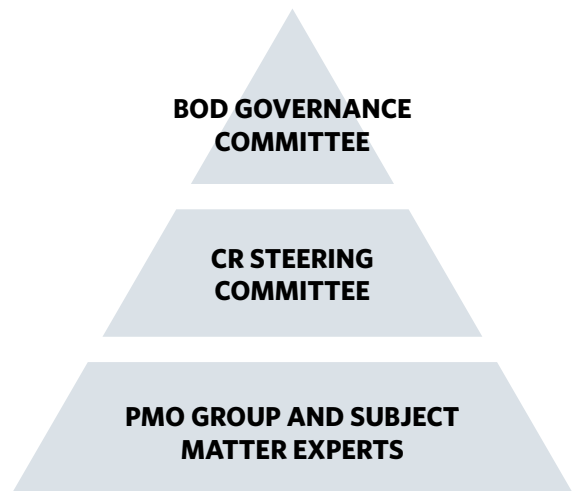 BOD GOVERNANCE
COMMITTEE
CR STEERING
COMMITTEE
PMO GROUP AND SUBJECT
MATTER EXPERTS